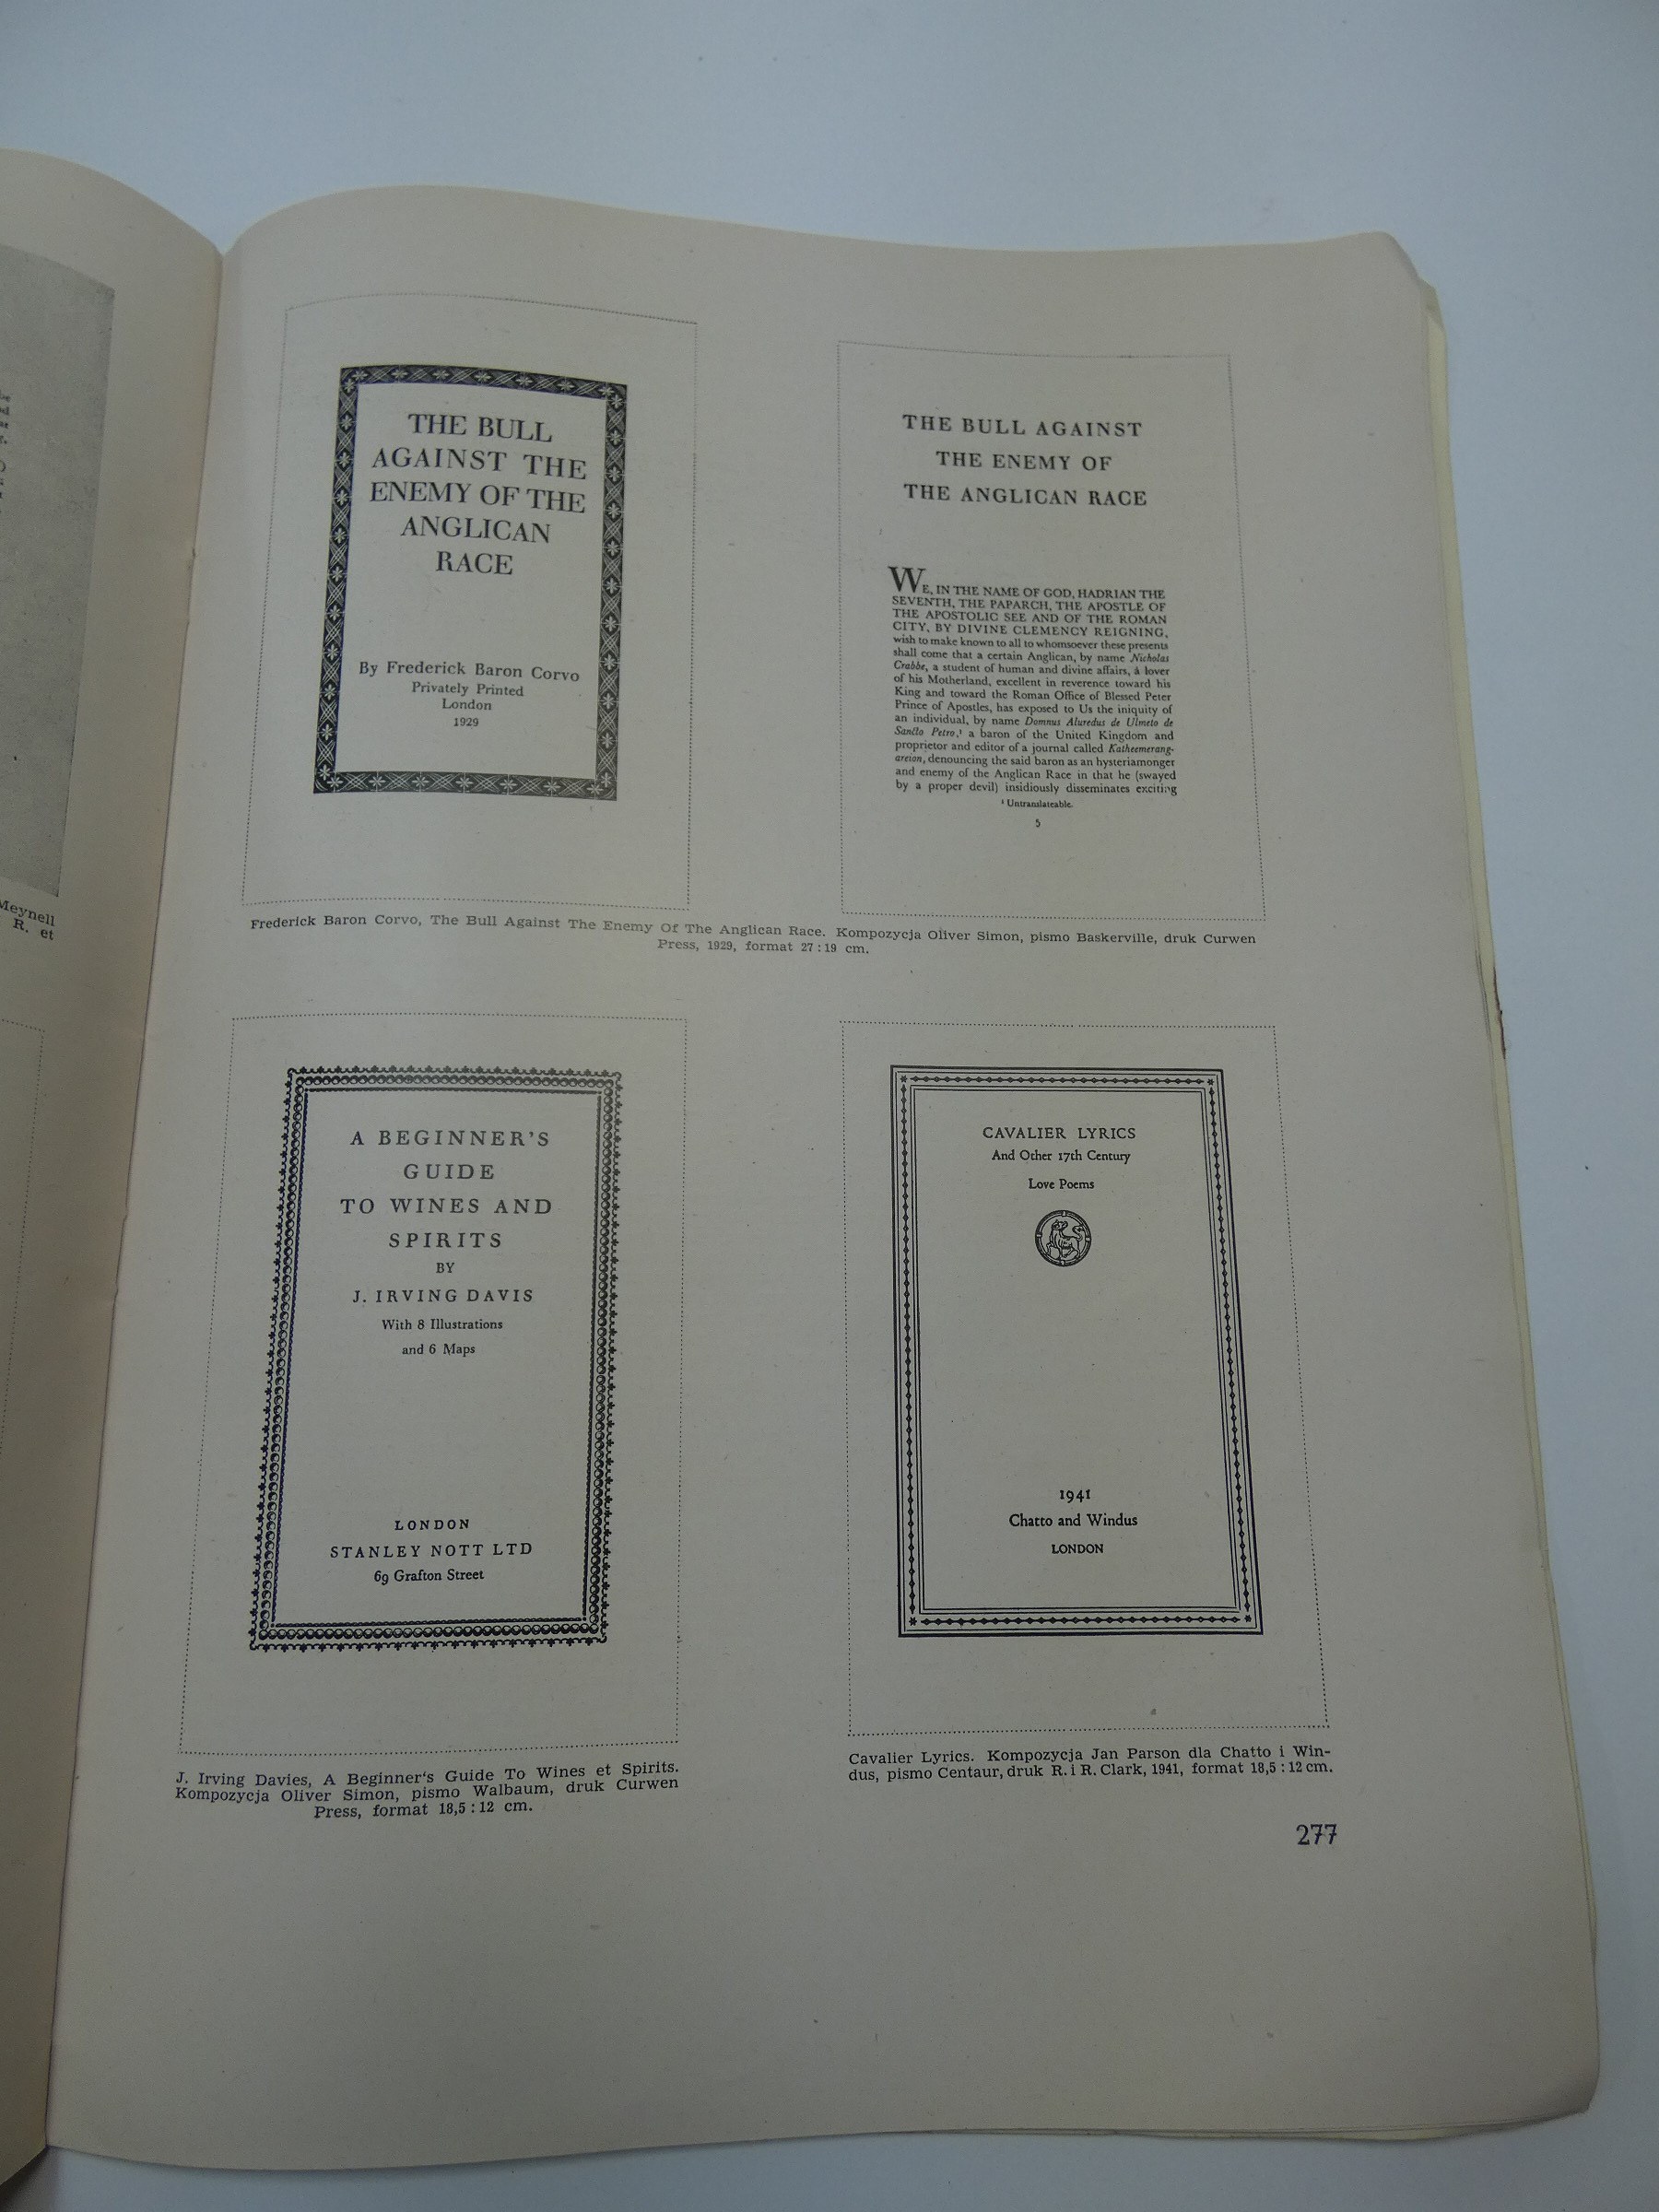 Meynell
R. et
THE BULL
AGAINST THE
ENEMY OF THE
ANGLICAN
RACE
By Frederick Baron Corvo
Privately Printed
London
1929
THE BULL AGAINST
THE ENEMY OF
THE ANGLICAN RACE
WE, IN THE NAME OF GOD, HADRIAN THE
SEVENTH, THE PAPARCH, THE APOSTLE OF
THE APOSTOLIC SEE AND OF THE ROMAN
CITY, BY DIVINE CLEMENCY REIGNING,
wish to make known to all to whomsoever these presents
shall come that a certain Anglican, by name Nicholas
Crabbe, a student of human and divine affairs, a lover
of his Motherland, excellent in reverence toward his
King and toward the Roman Office of Blessed Peter
Prince of Apostles, has exposed to Us the iniquity of
an individual, by name Domnus Aluredus de Ulmeto de
Sancto Petro,¹ a baron of the United Kingdom and
proprietor and editor of a journal called Katheemerang-
areion, denouncing the said baron as an hysteriamonger
and enemy of the Anglican Race in that he (swayed
by a proper devil) insidiously disseminates exciting
¹ Untranslateable.
5
Frederick Baron Corvo, The Bull Against The Enemy Of The Anglican Race. Kompozycja Oliver Simon, pismo Baskerville, druk Curwen
Press, 1929, format 27 : 19 cm.
A BEGINNER'S
GUIDE
TO WINES AND
SPIRITS
BY
J. IRVING DAVIS
With 8 Illustrations
and 6 Maps
LONDON
STANLEY NOTT LTD
69 Grafton Street
CAVALIER LYRICS
And Other 17th Century
Love Poems
1941
Chatto and Windus
LONDON
J. Irving Davies, A Beginner's Guide To Wines et Spirits.
Kompozycja Oliver Simon, pismo Walbaum, druk Curwen
Press, format 18,5 : 12 cm.
Cavalier Lyrics. Kompozycja Jan Parson dla Chatto i Win-
dus, pismo Centaur, druk R. i R. Clark, 1941, format 18,5 : 12 cm.
277